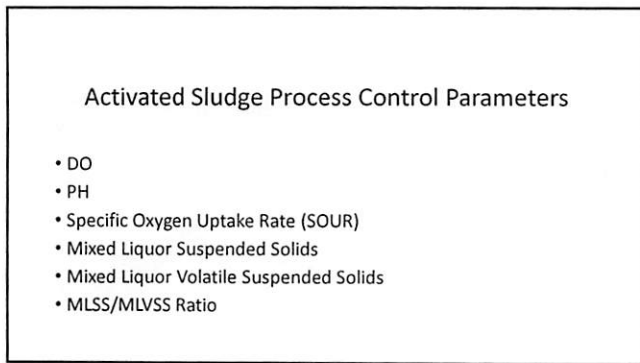 Activated Sludge Process Control Parameters
• DO
• PH
• Specific Oxygen Uptake Rate (SOUR)
• Mixed Liquor Suspended Solids
• Mixed Liquor Volatile Suspended Solids
• MLSS/MLVSS Ratio